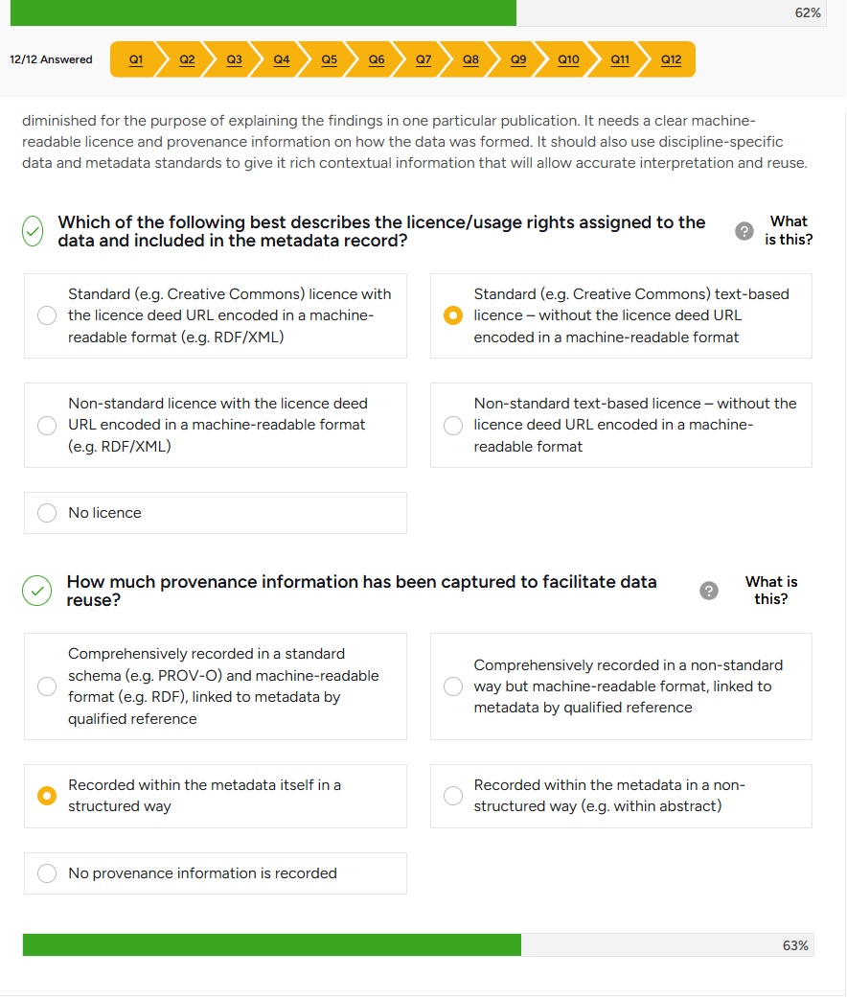 62%
12/12 Answered
Q1 Q2 Q3 Q4 Q5 Q6 Q7 Q8 Q9 Q10 Q11 Q12
diminished for the purpose of explaining the findings in one particular publication. It needs a clear machine-
readable licence and provenance information on how the data was formed. It should also use discipline-specific
data and metadata standards to give it rich contextual information that will allow accurate interpretation and reuse.
Which of the following best describes the licence/usage rights assigned to the
data and included in the metadata record?
? What
is this?
Standard (e.g. Creative Commons) licence with
the licence deed URL encoded in a machine-
readable format (e.g. RDF/XML)
Standard (e.g. Creative Commons) text-based
licence – without the licence deed URL
encoded in a machine-readable format
Non-standard licence with the licence deed
URL encoded in a machine-readable format
(e.g. RDF/XML)
Non-standard text-based licence – without the
licence deed URL encoded in a machine-
readable format
No licence
How much provenance information has been captured to facilitate data
reuse?
? What is
this?
Comprehensively recorded in a standard
schema (e.g. PROV-O) and machine-readable
format (e.g. RDF), linked to metadata by
qualified reference
Comprehensively recorded in a non-standard
way but machine-readable format, linked to
metadata by qualified reference
Recorded within the metadata itself in a
structured way
Recorded within the metadata in a non-
structured way (e.g. within abstract)
No provenance information is recorded
63%